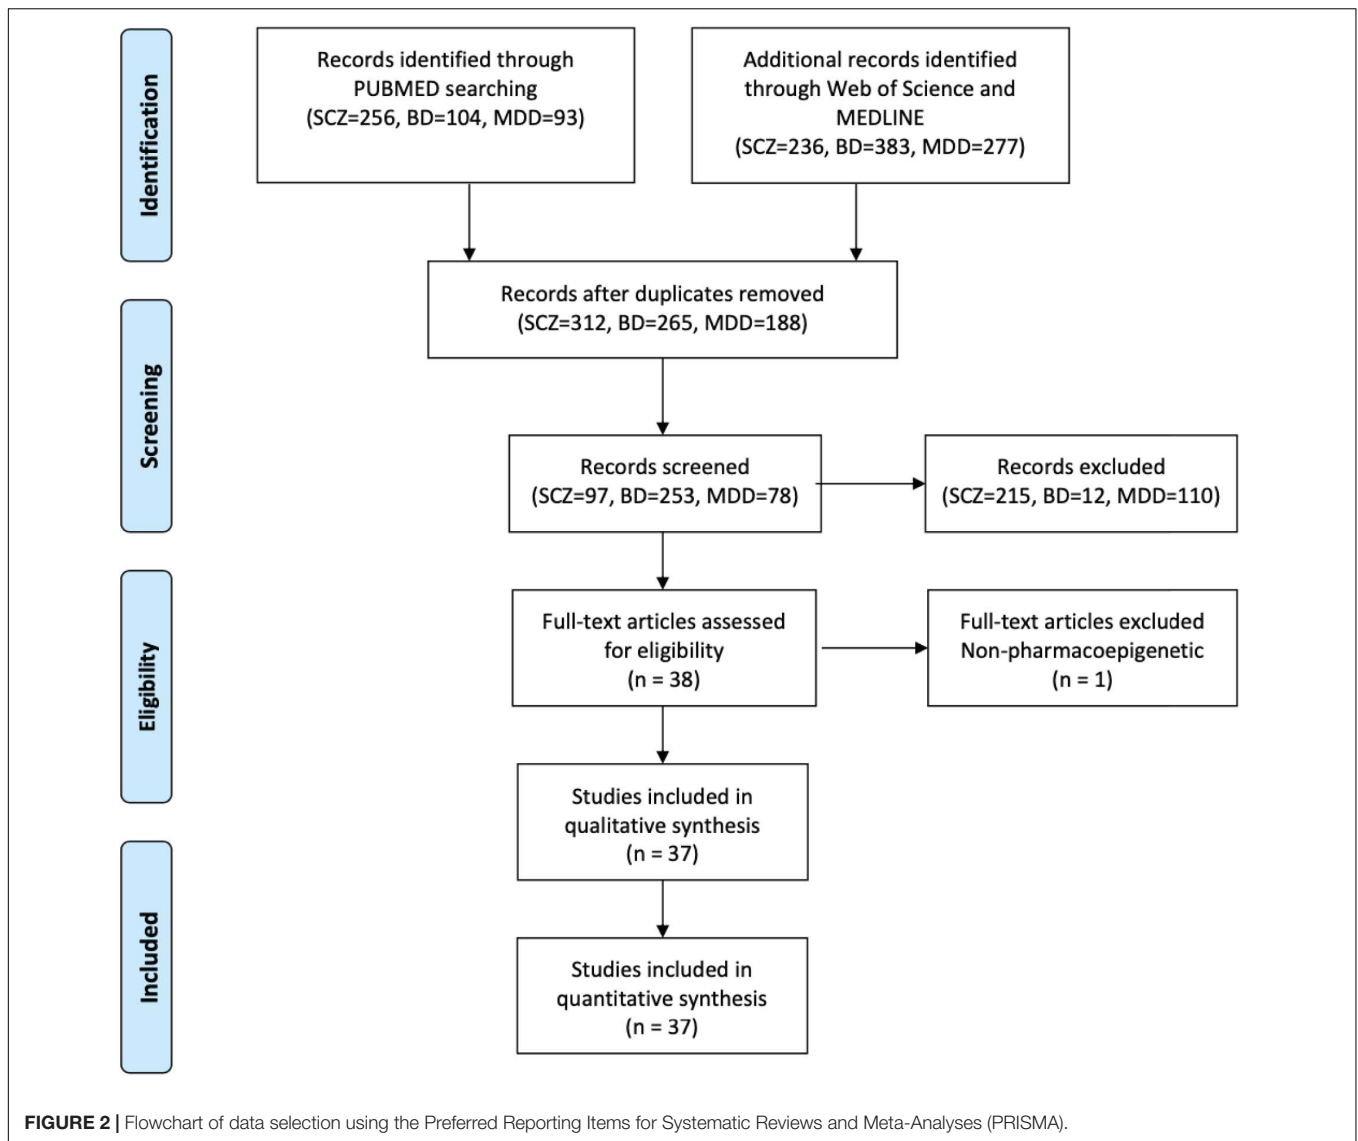 Identification
Records identified through
PUBMED searching
(SCZ=256, BD=104, MDD=93)
Additional records identified
through Web of Science and
MEDLINE
(SCZ=236, BD=383, MDD=277)
Records after duplicates removed
(SCZ=312, BD=265, MDD=188)
Screening
Records screened
(SCZ=97, BD=253, MDD=78)
Records excluded
(SCZ=215, BD=12, MDD=110)
Eligibility
Full-text articles assessed
for eligibility
(n = 38)
Full-text articles excluded
Non-pharmacoepigenetic
(n = 1)
Studies included in
qualitative synthesis
(n = 37)
Included
Studies included in
quantitative synthesis
(n = 37)
FIGURE 2 | Flowchart of data selection using the Preferred Reporting Items for Systematic Reviews and Meta-Analyses (PRISMA).